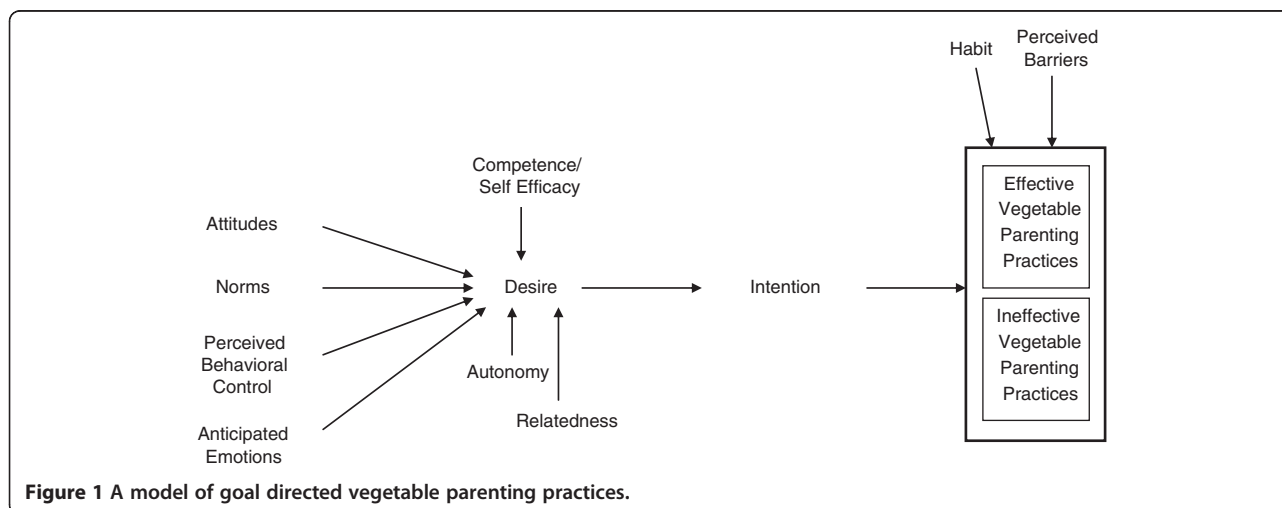 Habit
Perceived
Barriers
Competence/
Self Efficacy
Attitudes
Norms
Perceived
Behavioral
Control
Anticipated
Emotions
Desire
Autonomy
Relatedness
Intention
Effective
Vegetable
Parenting
Practices
Ineffective
Vegetable
Parenting
Practices
Figure 1 A model of goal directed vegetable parenting practices.